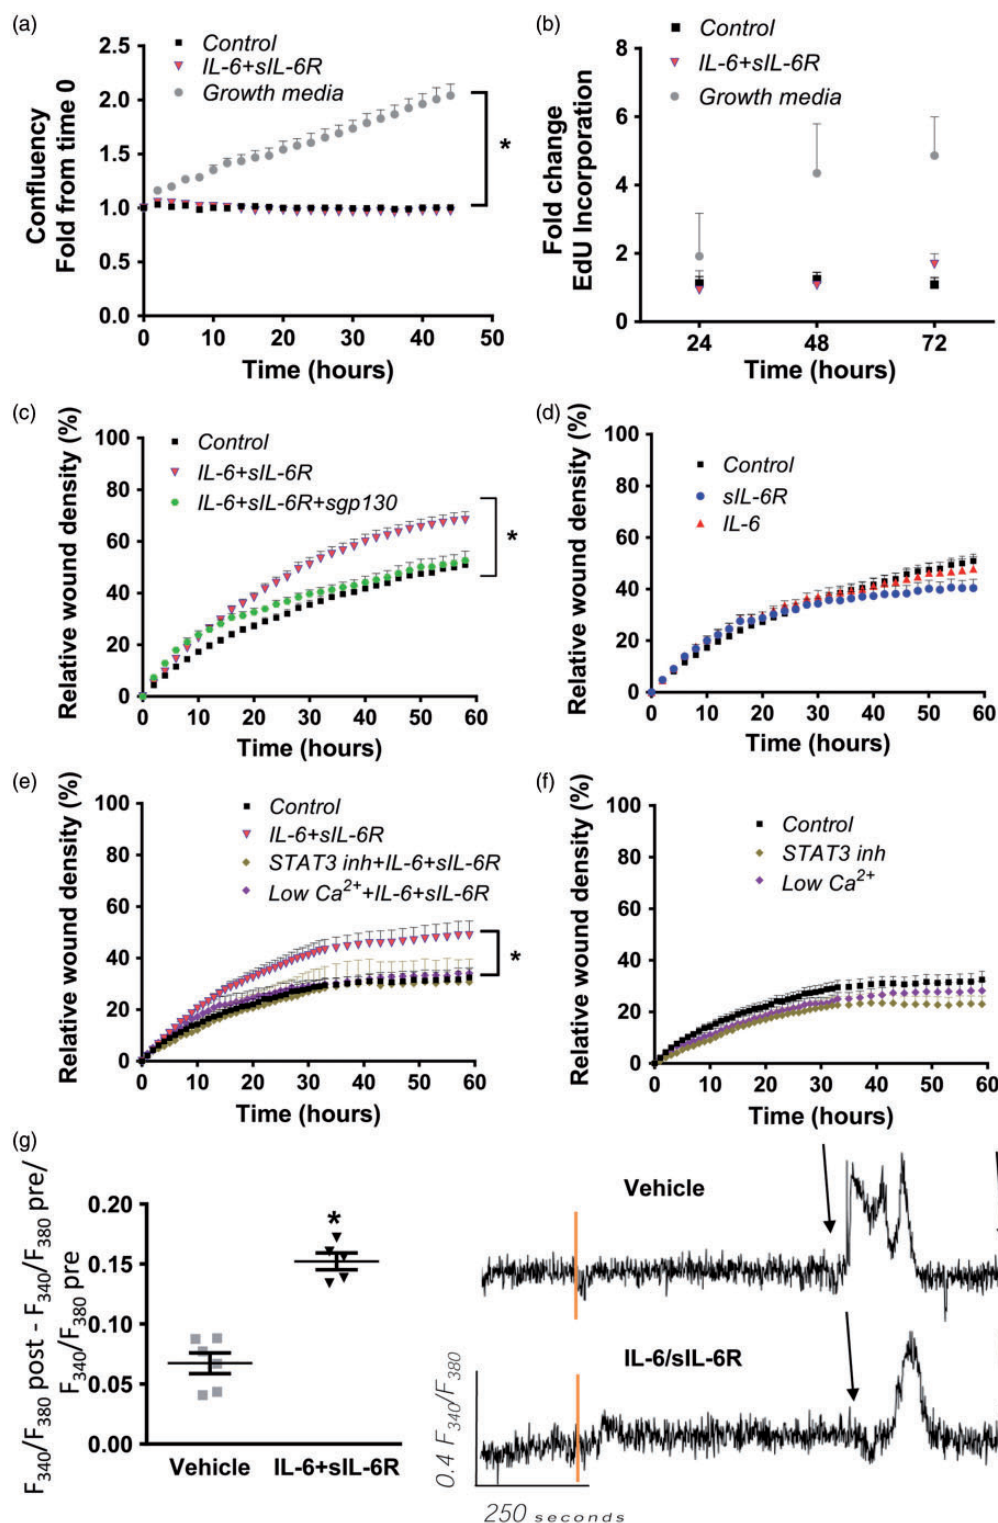 (a)
Control
IL-6+sIL-6R
Growth media
Confluency
Fold from time 0
2.5
2.0
1.5
1.0
0.5
0.0
*
0 10 20 30 40 50
Time (hours)
(b)
Control
IL-6+sIL-6R
Growth media
Fold change
EdU Incorporation
8
6
4
2
0
24 48 72
Time (hours)
(c)
Control
IL-6+sIL-6R
IL-6+sIL-6R+sgp130
Relative wound density (%)
100
80
60
40
20
0
*
0 10 20 30 40 50 60
Time (hours)
(d)
Control
sIL-6R
IL-6
Relative wound density (%)
100
80
60
40
20
0
0 10 20 30 40 50 60
Time (hours)
(e)
Control
IL-6+sIL-6R
STAT3 inh+IL-6+sIL-6R
Low Ca²⁺+IL-6+sIL-6R
Relative wound density (%)
100
80
60
40
20
0
*
0 10 20 30 40 50 60
Time (hours)
(f)
Control
STAT3 inh
Low Ca²⁺
Relative wound density (%)
100
80
60
40
20
0
0 10 20 30 40 50 60
Time (hours)
(g)
F₃₄₀/F₃₈₀ post - F₃₄₀/F₃₈₀ pre/
F₃₄₀/F₃₈₀ pre
0.20
0.15
0.10
0.05
0.00
*
Vehicle IL-6+sIL-6R
Vehicle
IL-6/sIL-6R
0.4 F₃₄₀/F₃₈₀
250 seconds